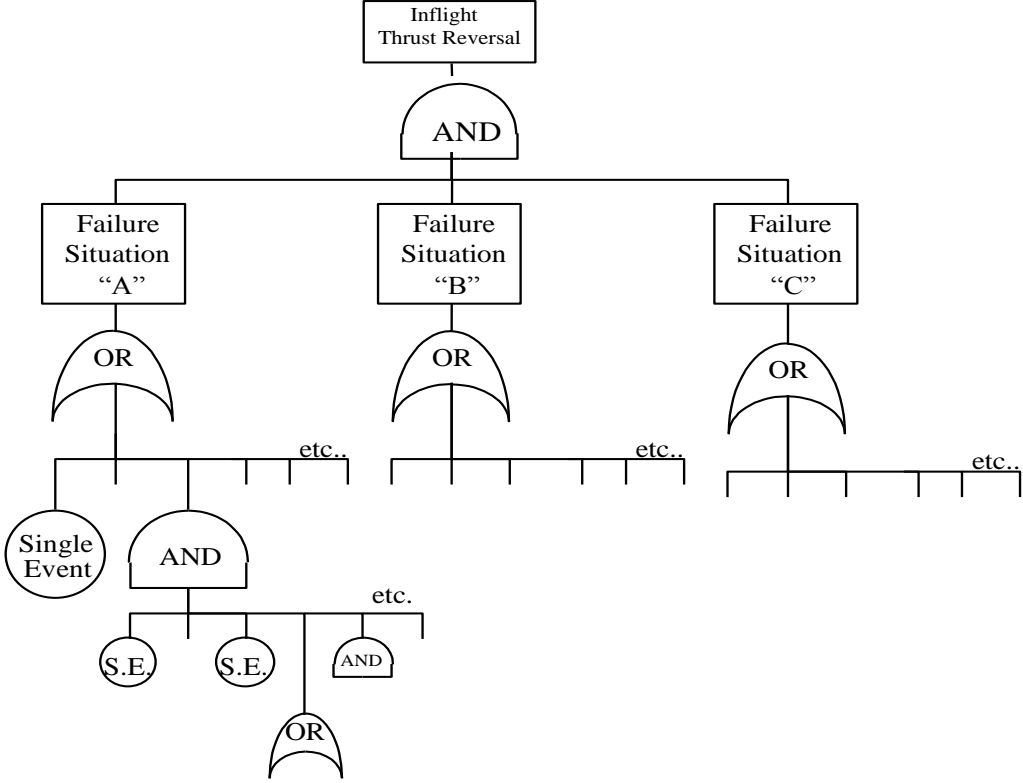 Inflight
Thrust Reversal
AND
Failure
Situation
“A”
Failure
Situation
“B”
Failure
Situation
“C”
OR
OR
OR
etc..
etc..
etc..
Single
Event
AND
etc.
S.E.
S.E.
AND
OR